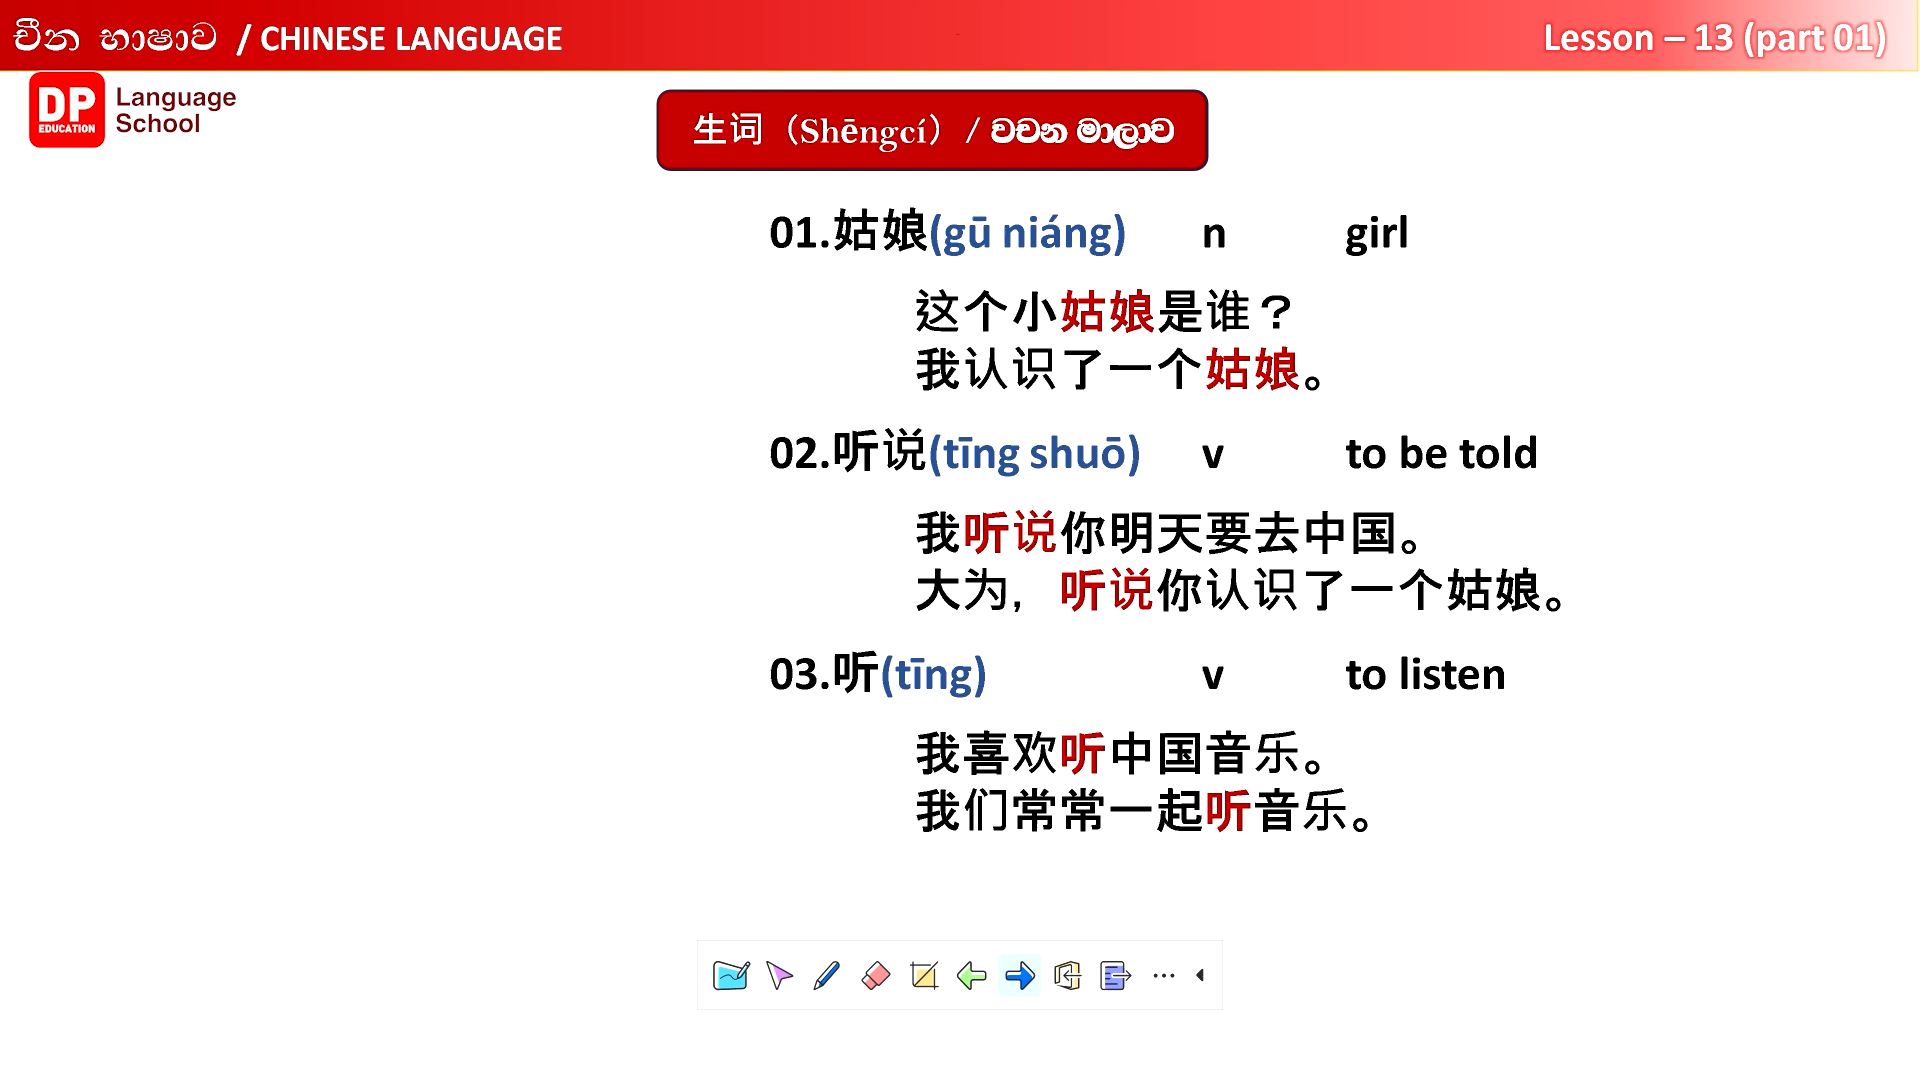 චීන භාෂාව / CHINESE LANGUAGE
Lesson – 13 (part 01)
DP EDUCATION
Language School
生词（Shēngcí）/ වචන මාලාව
01.姑娘(gū niáng) n girl
这个小姑娘是谁？
我认识了一个姑娘。
02.听说(tīng shuō) v to be told
我听说你明天要去中国。
大为，听说你认识了一个姑娘。
03.听(tīng) v to listen
我喜欢听中国音乐。
我们常常一起听音乐。